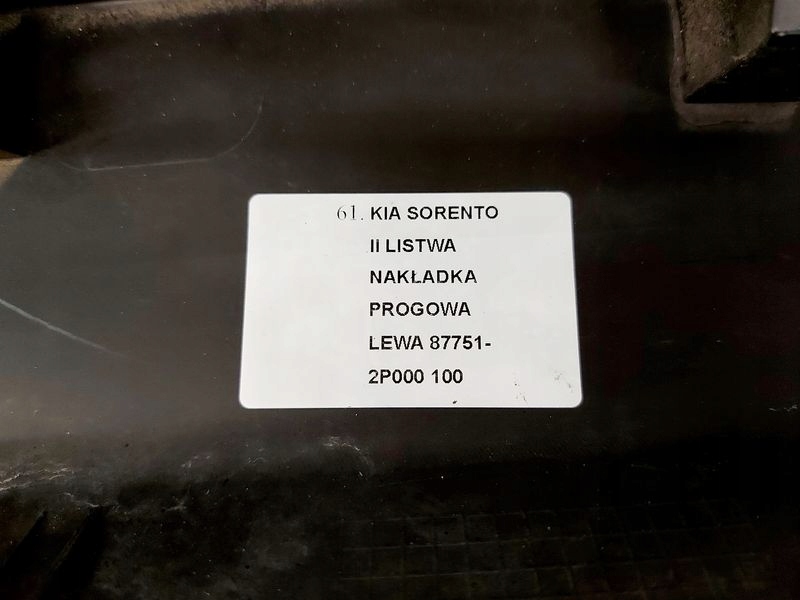 61. KIA SORENTO
II LISTWA
NAKŁADKA
PROGOWA
LEWA 87751-
2P000 100